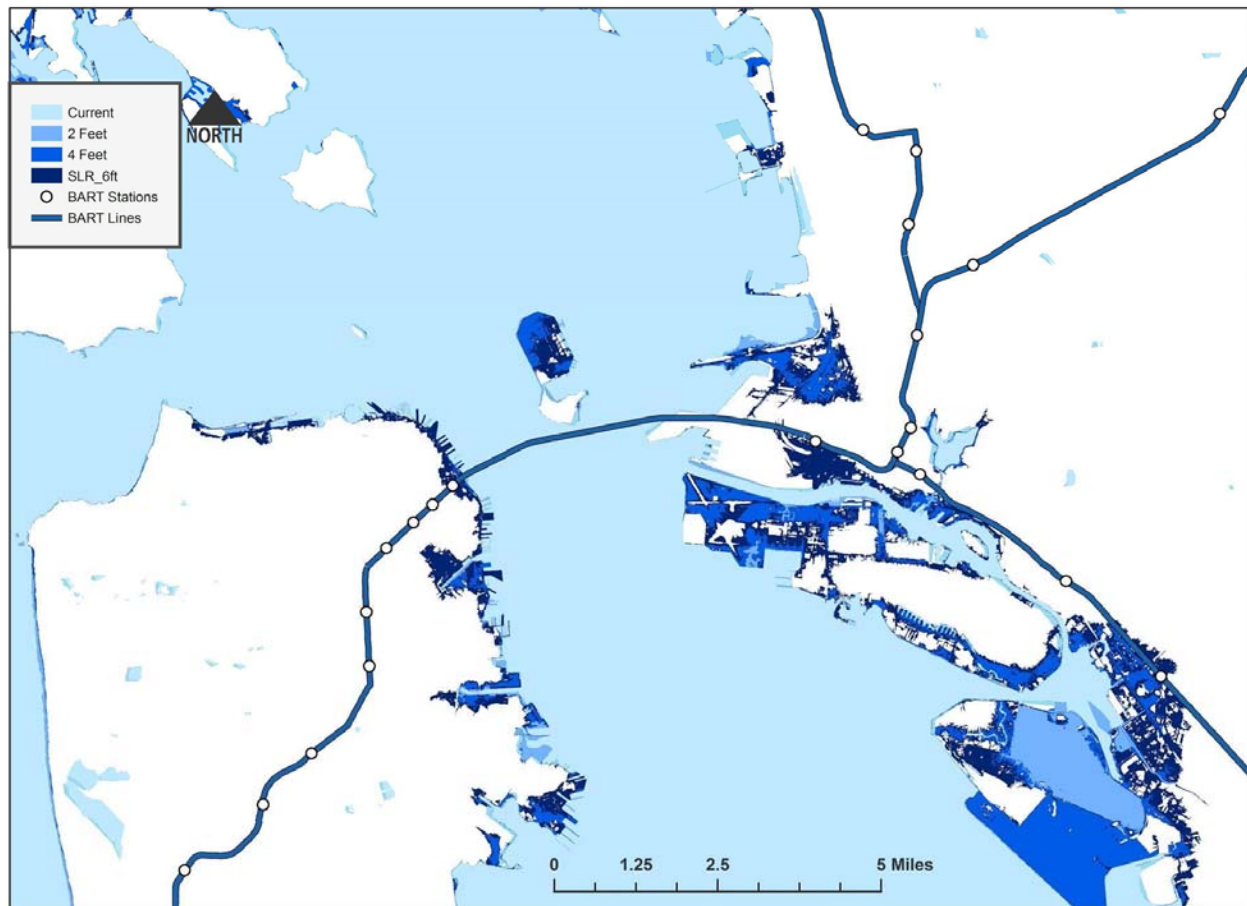 Current
2 Feet
4 Feet
SLR_6ft
BART Stations
BART Lines
NORTH
0 1.25 2.5 5 Miles